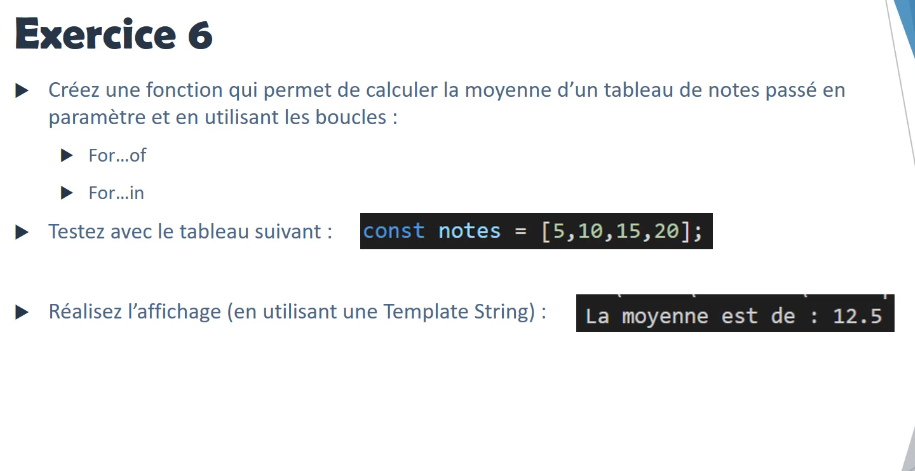 Exercice 6
Créez une fonction qui permet de calculer la moyenne d’un tableau de notes passé en
paramètre et en utilisant les boucles :
For…of
For…in
Testez avec le tableau suivant :
const notes = [5,10,15,20];
Réalisez l’affichage (en utilisant une Template String) :
La moyenne est de : 12.5